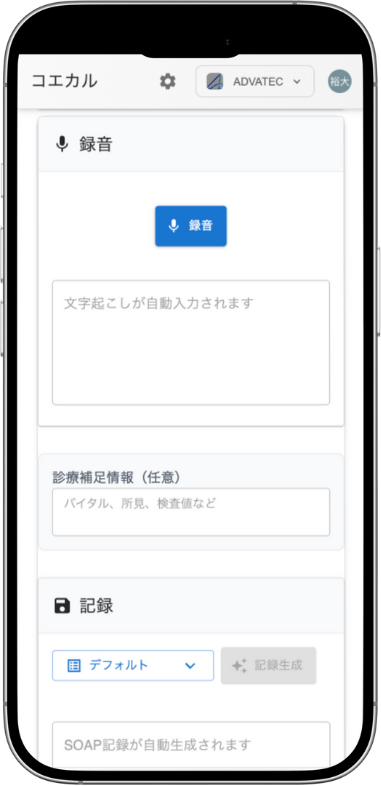 コエカル
ADVATEC
裕大
録音
録音
文字起こしが自動入力されます
診療補足情報（任意）
バイタル、所見、検査値など
記録
デフォルト
記録生成
SOAP記録が自動生成されます